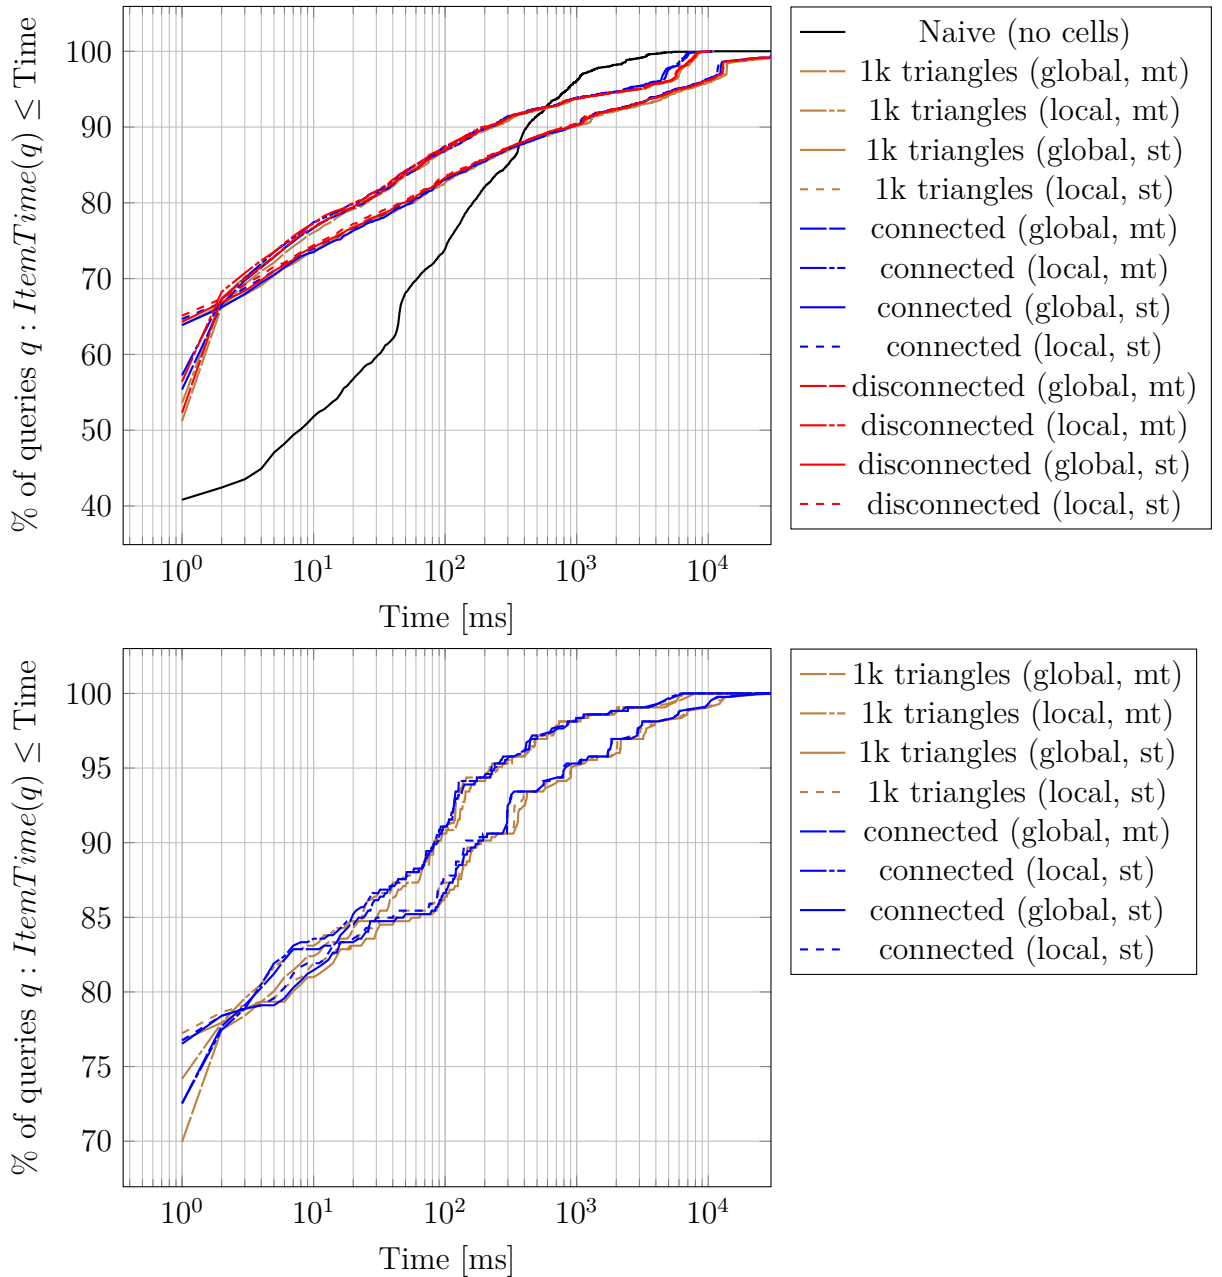 % of queries q : ItemTime(q) ≤ Time
100
90
80
70
60
50
40
10^0 10^1 10^2 10^3 10^4
Time [ms]
Naive (no cells)
1k triangles (global, mt)
1k triangles (local, mt)
1k triangles (global, st)
1k triangles (local, st)
connected (global, mt)
connected (local, mt)
connected (global, st)
connected (local, st)
disconnected (global, mt)
disconnected (local, mt)
disconnected (global, st)
disconnected (local, st)
% of queries q : ItemTime(q) ≤ Time
100
95
90
85
80
75
70
10^0 10^1 10^2 10^3 10^4
Time [ms]
1k triangles (global, mt)
1k triangles (local, mt)
1k triangles (global, st)
1k triangles (local, st)
connected (global, mt)
connected (local, st)
connected (global, st)
connected (local, st)